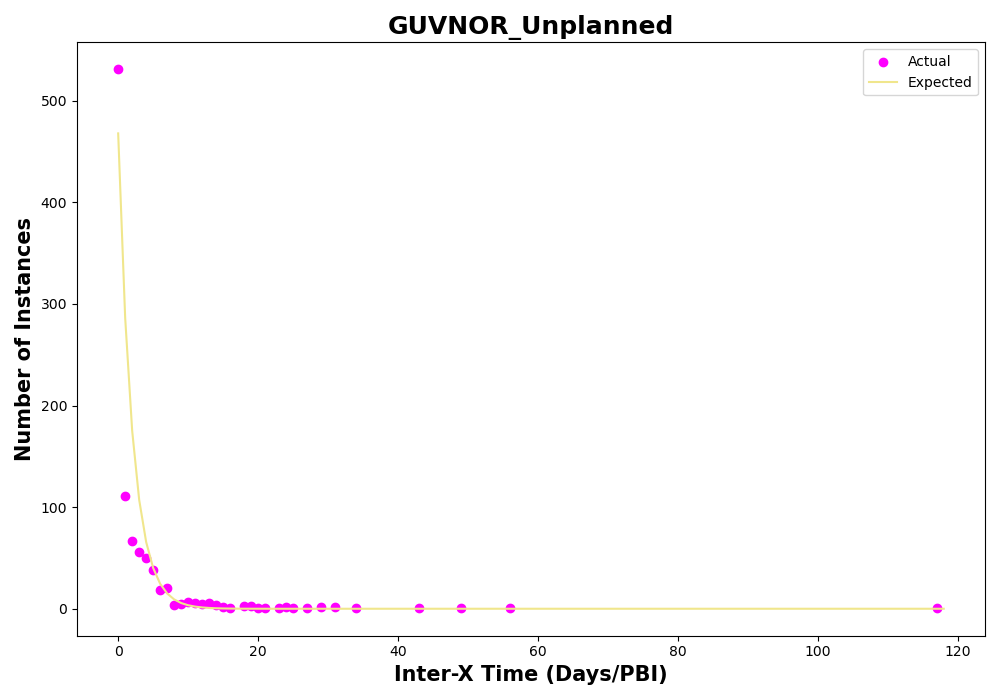 GUVNOR_Unplanned
Actual
Expected
Number of Instances
500
400
300
200
100
0
0 20 40 60 80 100 120
Inter-X Time (Days/PBI)